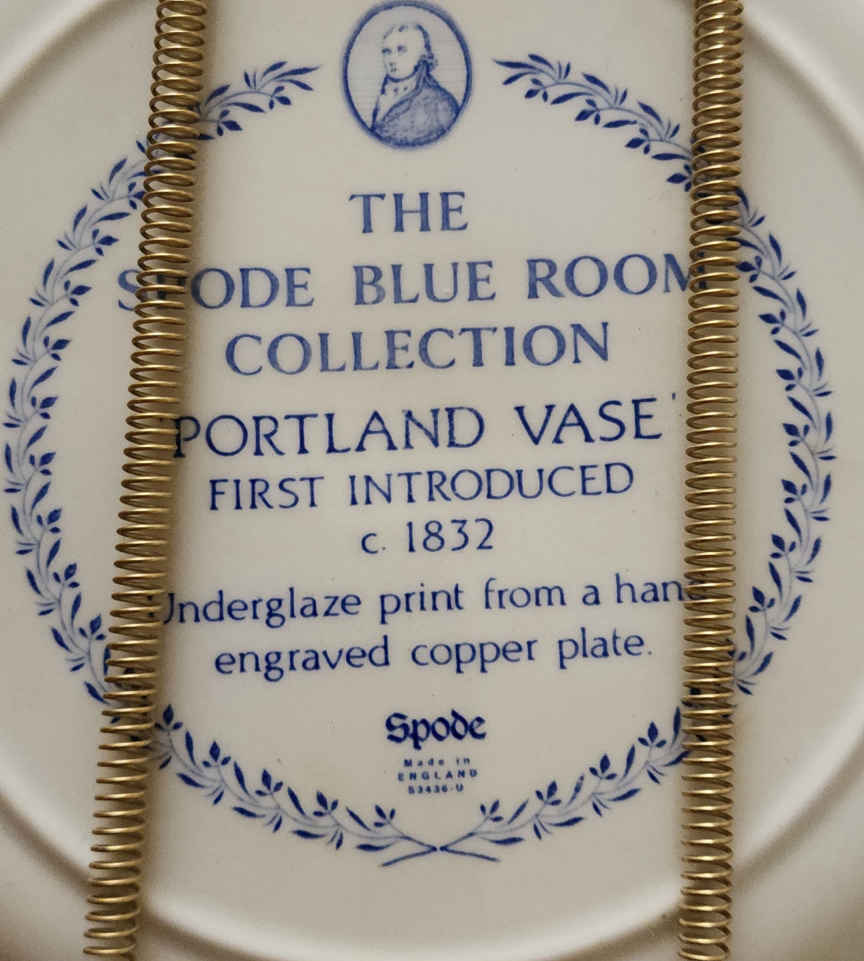 THE
SPODE BLUE ROOM
COLLECTION
'PORTLAND VASE'
FIRST INTRODUCED
c. 1832
Underglaze print from a hand
engraved copper plate.
Spode
Made in
ENGLAND
S3436-U